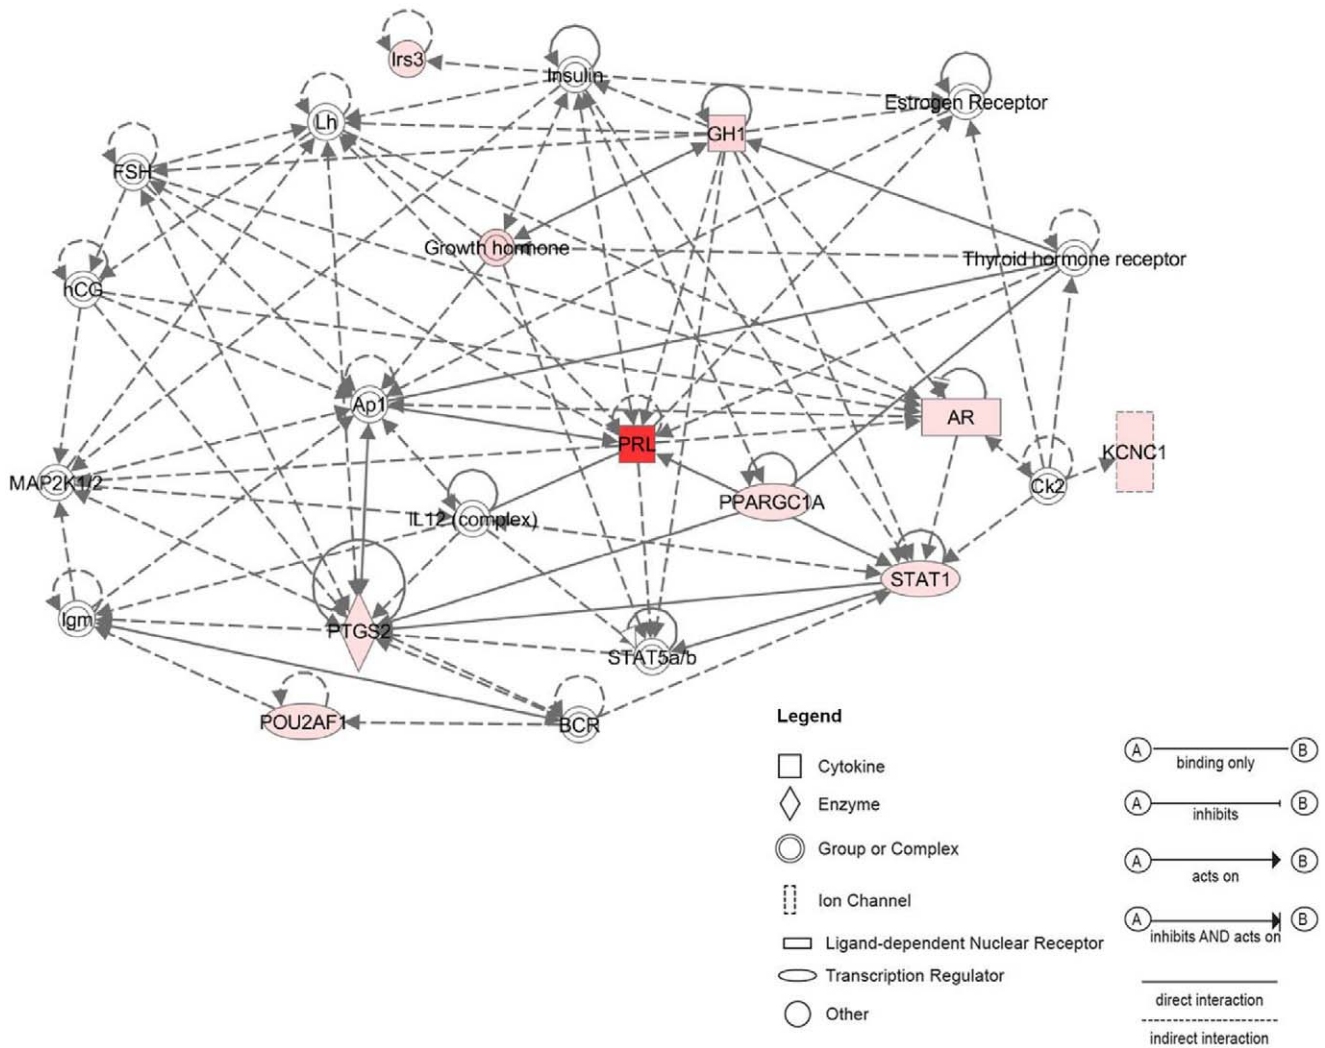 Irs3
Insulin
Estrogen Receptor
Lh
GH1
FSH
Growth hormone
Thyroid hormone receptor
hCG
Ap1
AR
PRL
KCNC1
MAP2K1/2
PPARGC1A
Ck2
IL12 (complex)
STAT1
Igm
PTGS2
STAT5a/b
POU2AF1
BCR
Legend
Cytokine
Enzyme
Group or Complex
Ion Channel
Ligand-dependent Nuclear Receptor
Transcription Regulator
Other
A B
binding only
A B
inhibits
A B
acts on
A B
inhibits AND acts on
direct interaction
indirect interaction